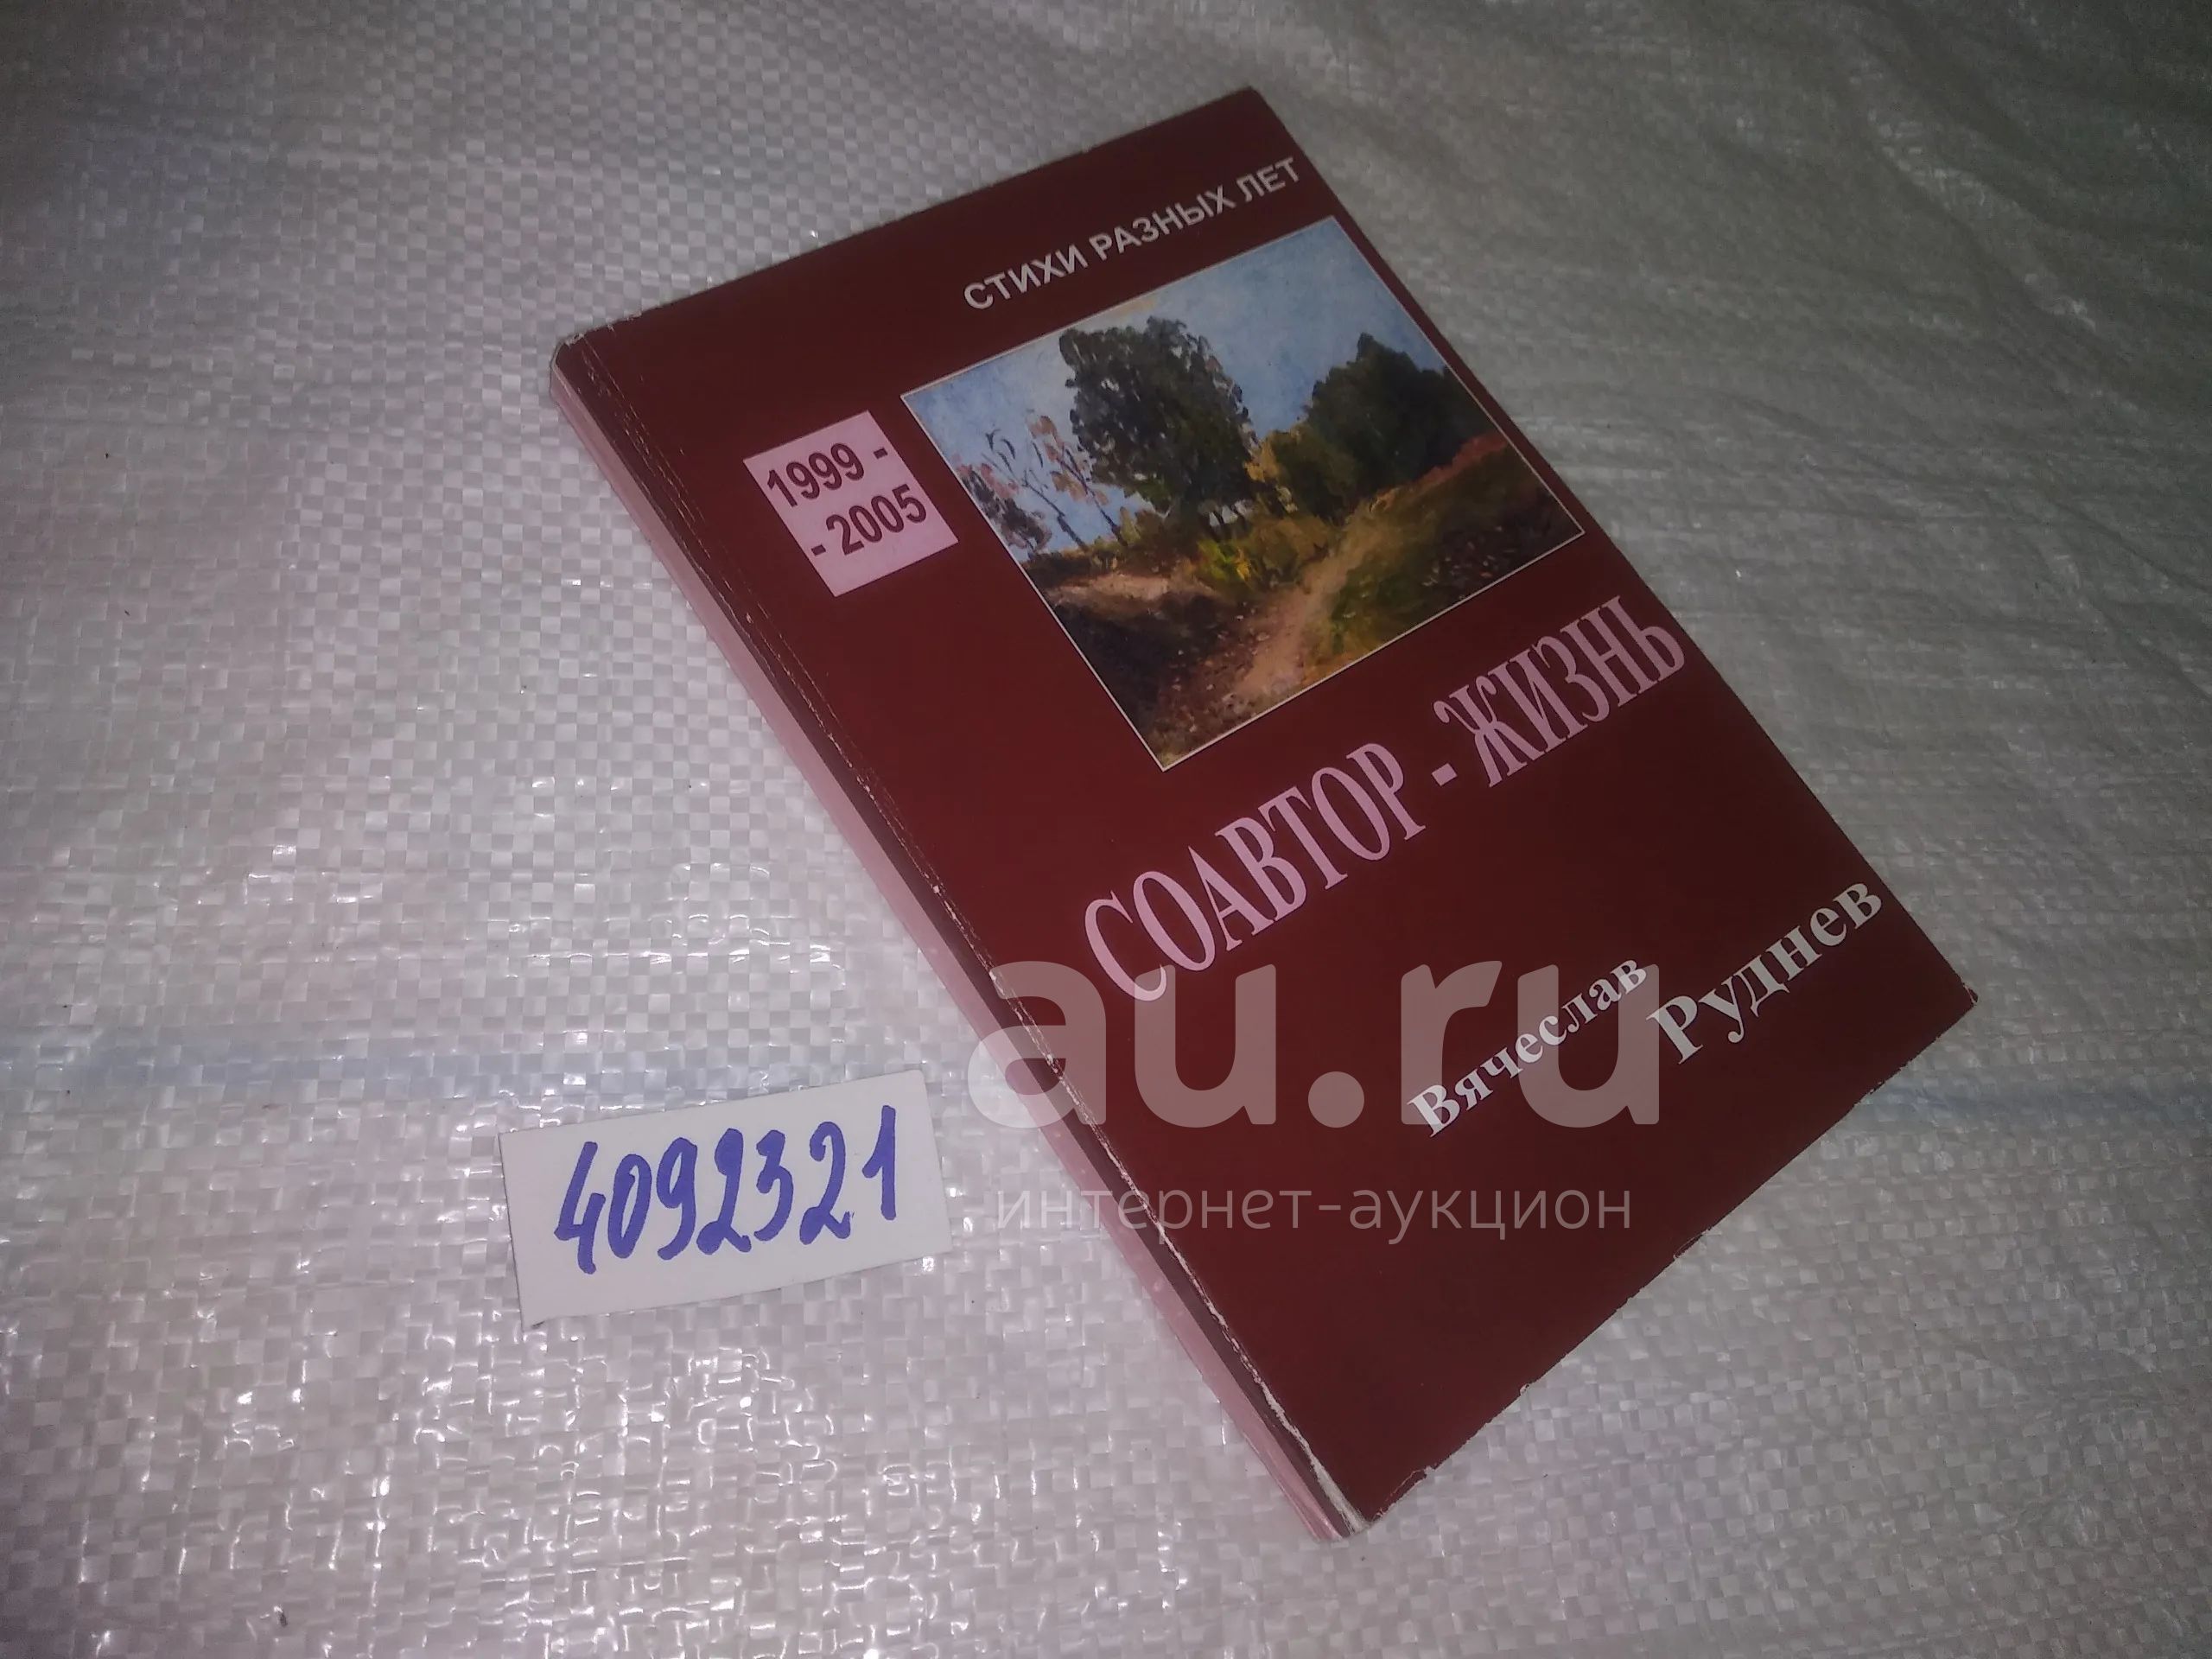 СТИХИ РАЗНЫХ ЛЕТ
1999 -
- 2005
СОАВТОР - ЖИЗНЬ
Вячеслав
Руднев
4092321
au.ru
интернет-аукцион